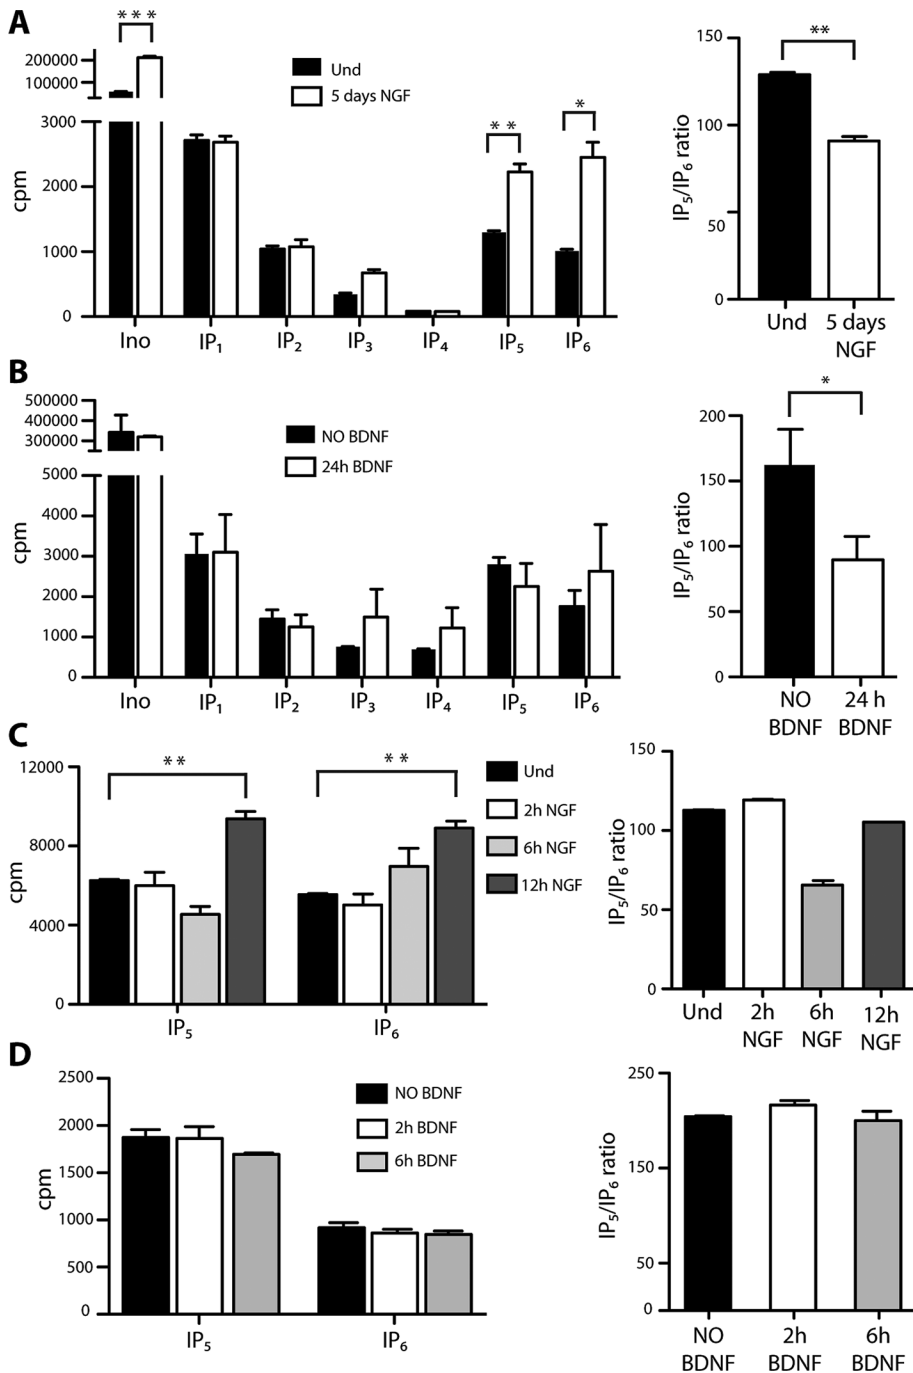 A
***
200000
100000
3000
2000
1000
0
cpm
Und
5 days NGF
** *
Ino IP₁ IP₂ IP₃ IP₄ IP₅ IP₆
**
150
100
50
0
IP₅/IP₆ ratio
Und 5 days
NGF
B
500000
400000
300000
5000
4000
3000
2000
1000
0
cpm
NO BDNF
24h BDNF
Ino IP₁ IP₂ IP₃ IP₄ IP₅ IP₆
*
200
150
100
50
0
IP₅/IP₆ ratio
NO 24 h
BDNF BDNF
C
12000
8000
4000
0
cpm
** **
Und
2h NGF
6h NGF
12h NGF
IP₅ IP₆
150
100
50
0
IP₅/IP₆ ratio
Und 2h 6h 12h
NGF NGF NGF
D
2500
2000
1500
1000
500
0
cpm
NO BDNF
2h BDNF
6h BDNF
IP₅ IP₆
250
150
50
0
IP₅/IP₆ ratio
NO 2h 6h
BDNF BDNF BDNF